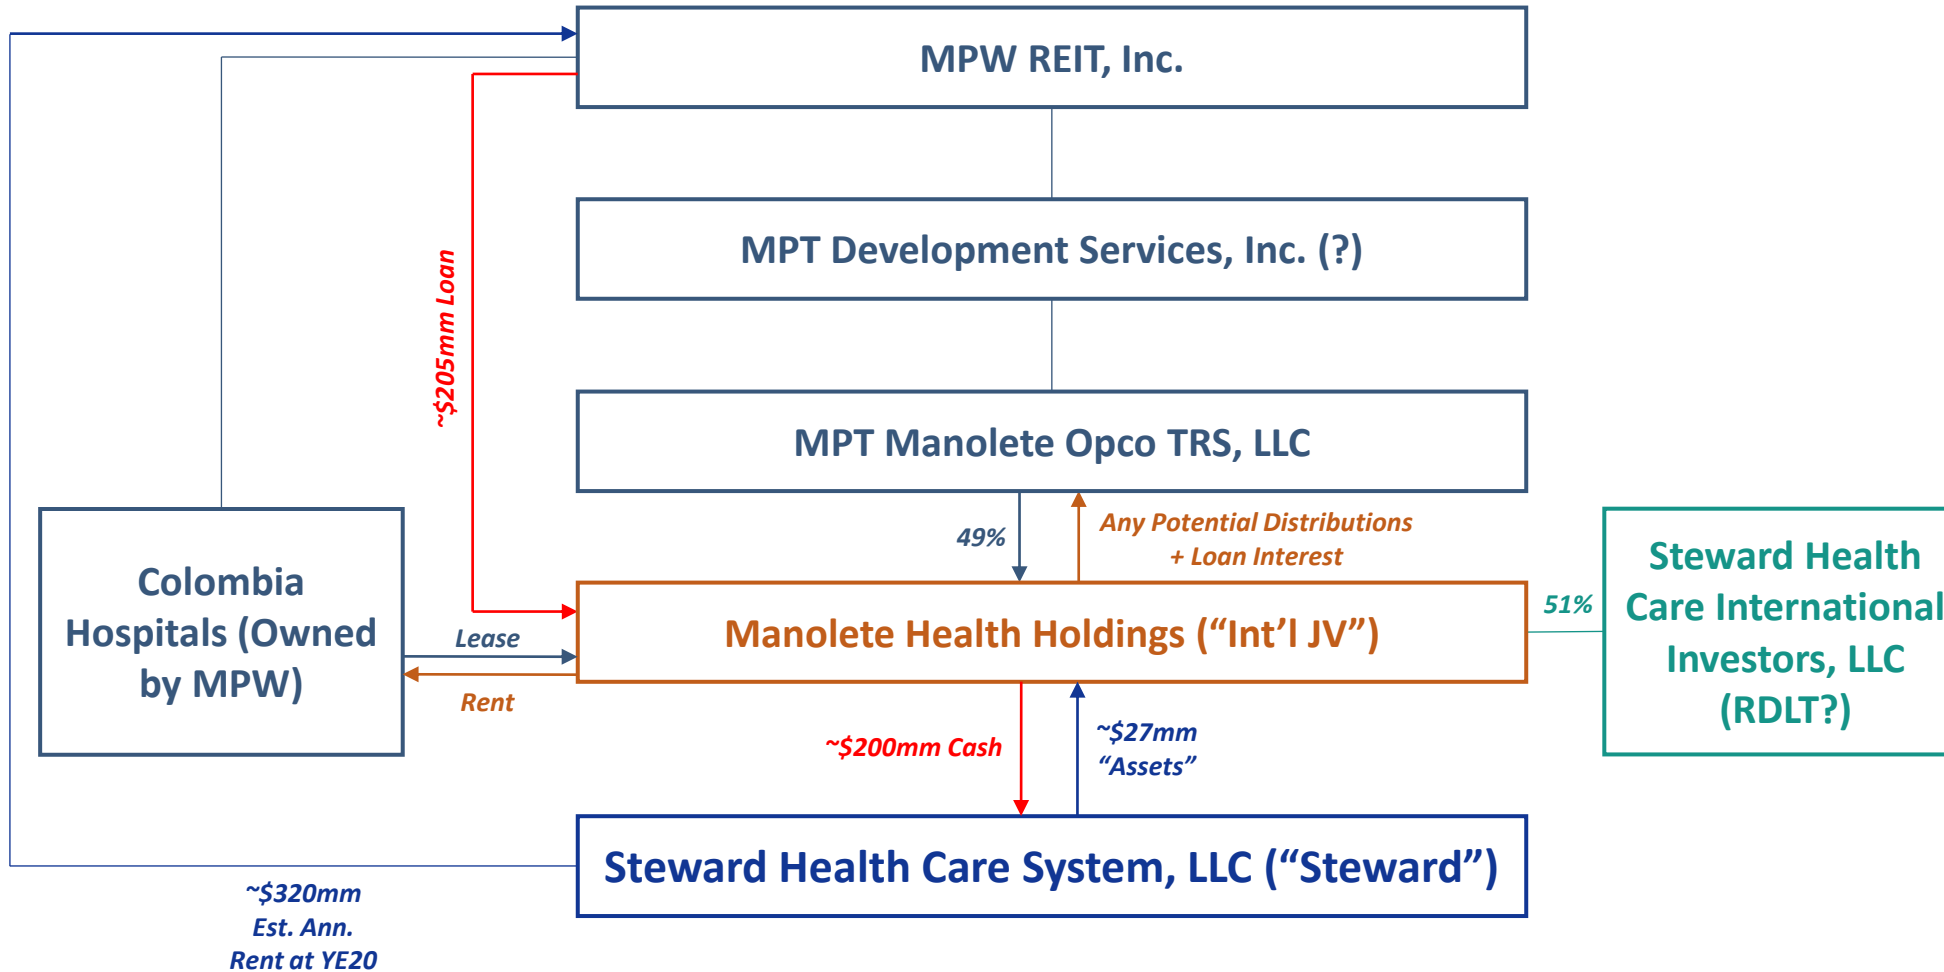 MPW REIT, Inc.
MPT Development Services, Inc. (?)
~$205mm Loan
MPT Manolete Opco TRS, LLC
49%
Any Potential Distributions
+ Loan Interest
Colombia
Hospitals (Owned
by MPW)
Lease
Rent
Manolete Health Holdings (“Int’l JV”)
51%
Steward Health
Care International
Investors, LLC
(RDLT?)
~$200mm Cash
~$27mm
“Assets”
Steward Health Care System, LLC (“Steward”)
~$320mm
Est. Ann.
Rent at YE20